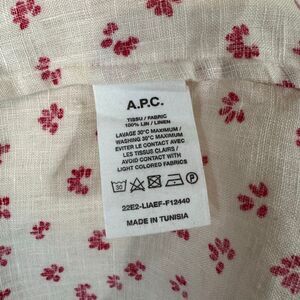 A.P.C.
TISSU / FABRIC
100% LIN / LINEN
LAVAGE 30°C MAXIMUM /
WASHING 30°C MAXIMUM
EVITER LE CONTACT AVEC
LES TISSUS CLAIRS /
AVOID CONTACT WITH
LIGHT COLORED FABRICS
30
22E2-LIAEF-F12440
MADE IN TUNISIA